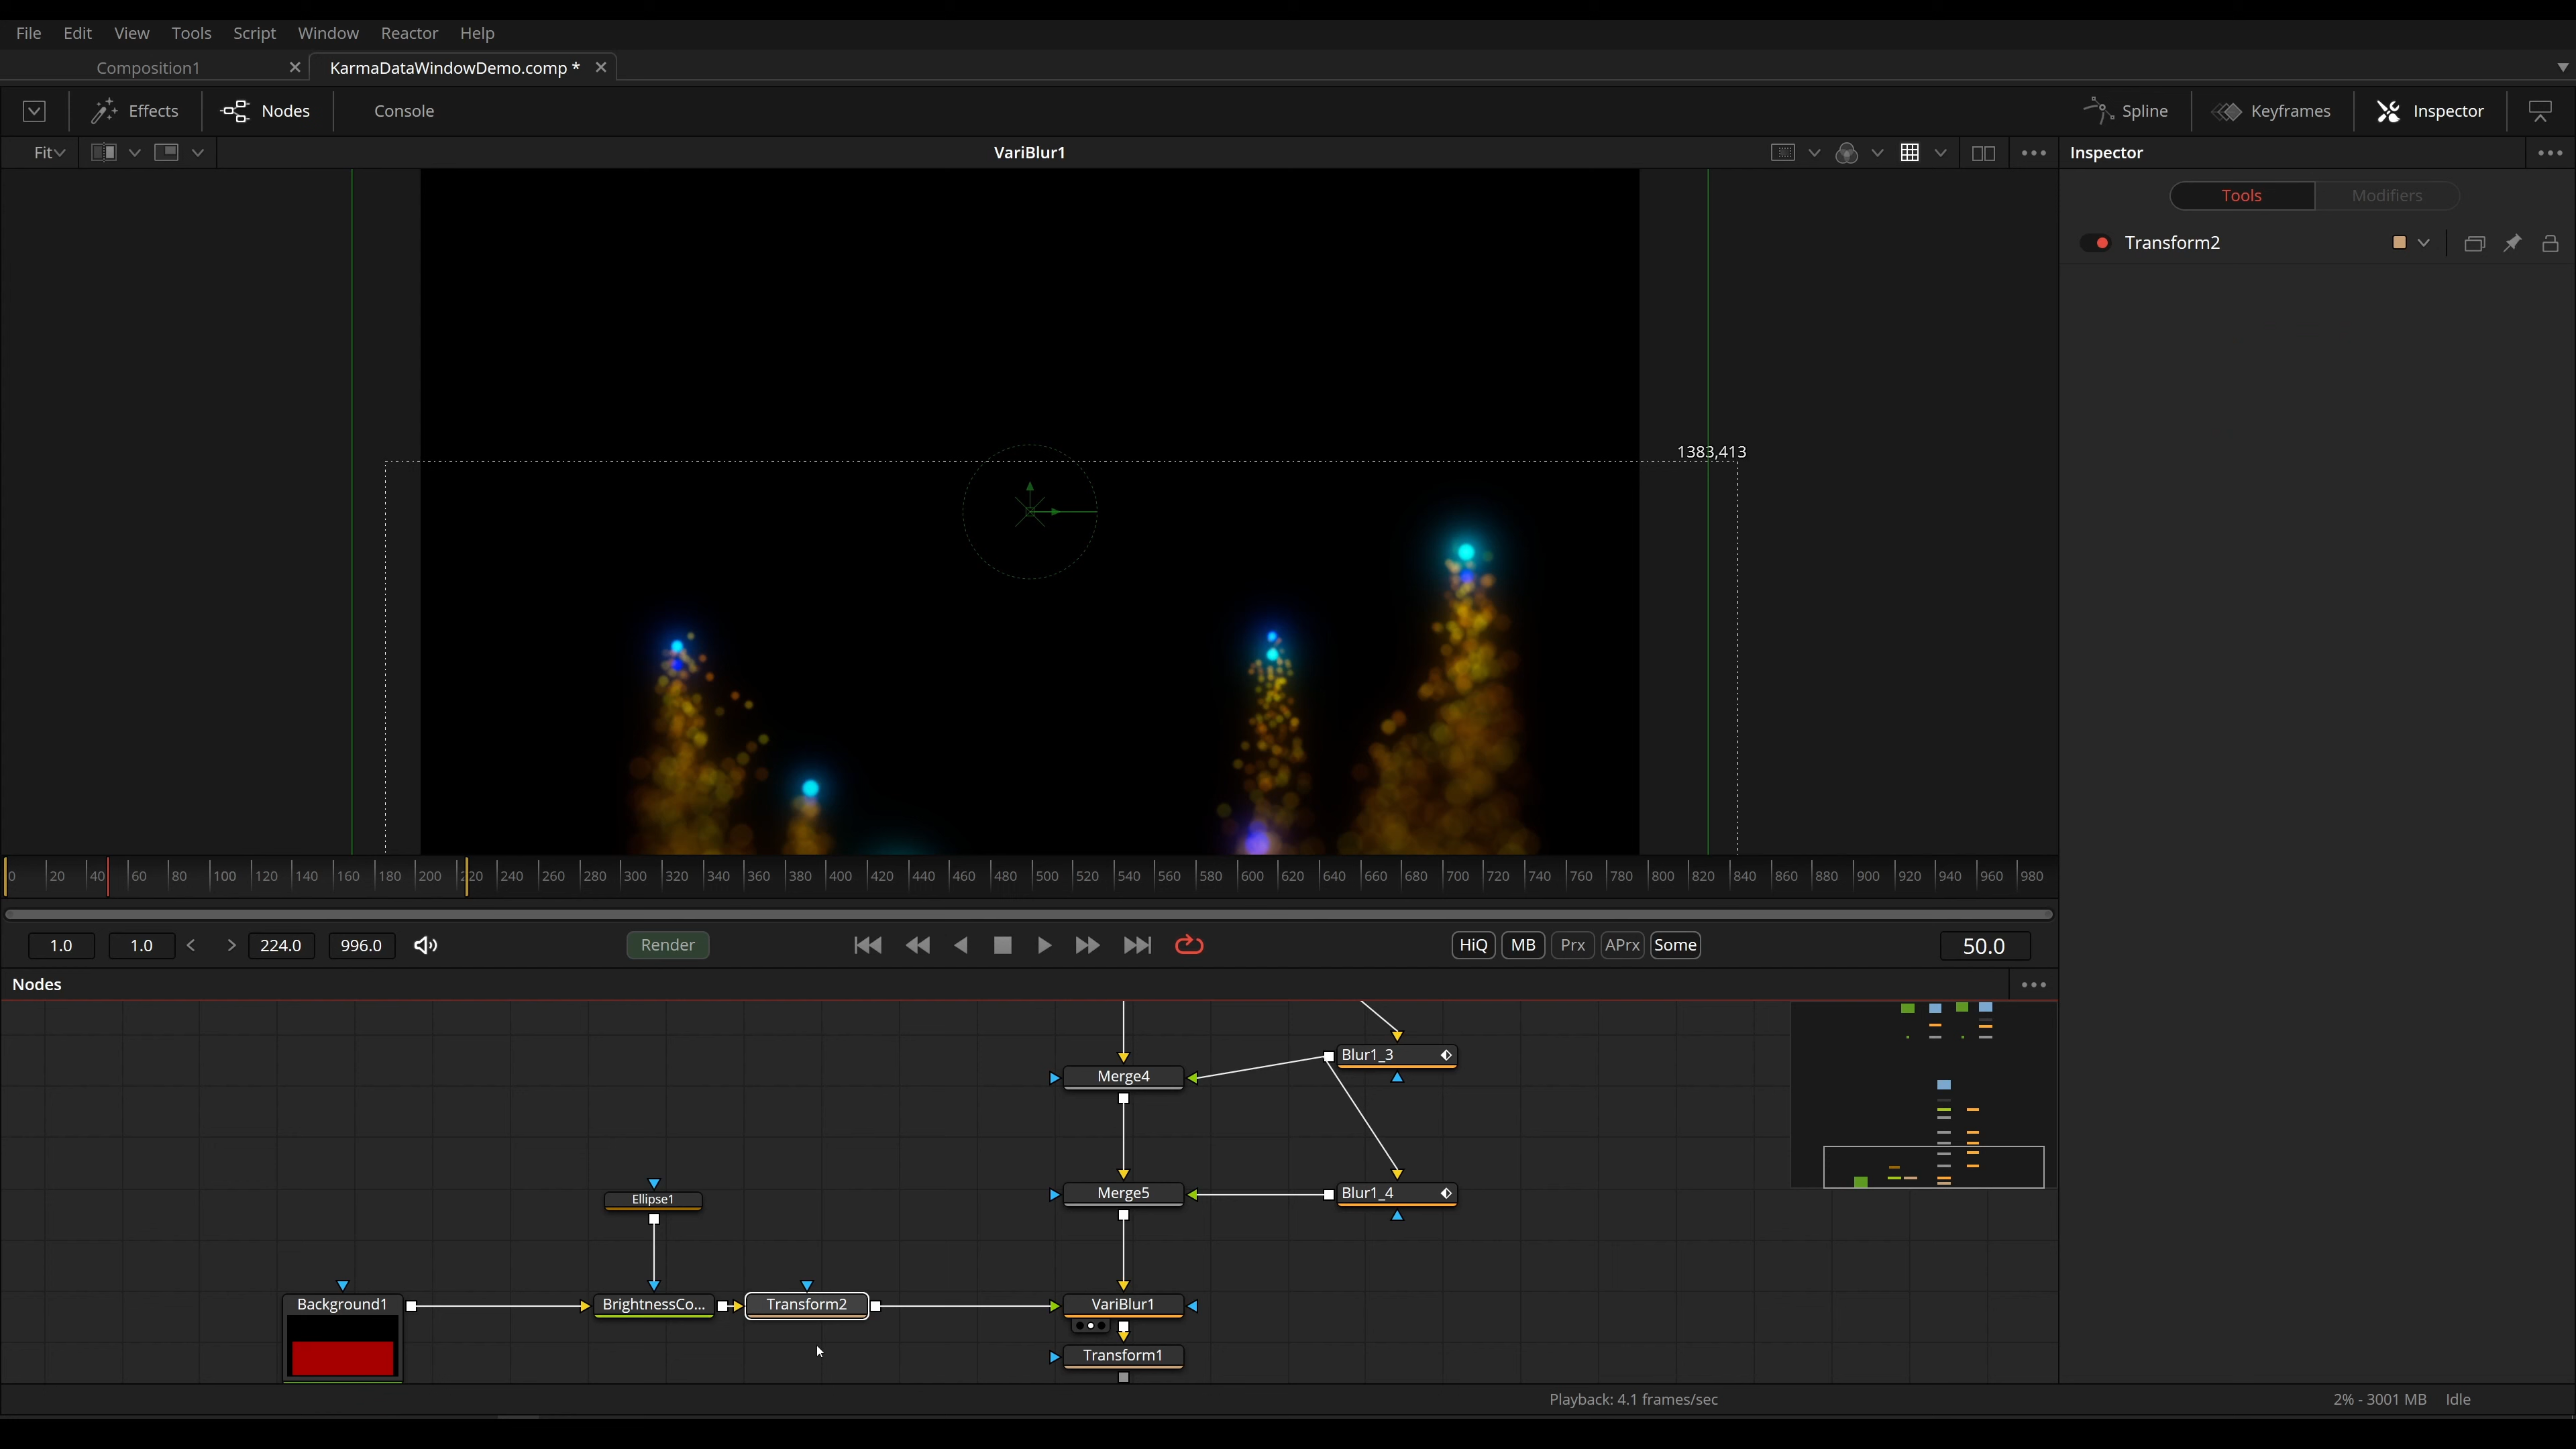 File Edit View Tools Script Window Reactor Help
Composition1 KarmaDataWindowDemo.comp *
Effects Nodes Console Spline Keyframes Inspector
Fit VariBlur1 Inspector
Tools Modifiers
Transform2
1383,413
0 20 40 60 80 100 120 140 160 180 200 220 240 260 280 300 320 340 360 380 400 420 440 460 480 500 520 540 560 580 600 620 640 660 680 700 720 740 760 780 800 820 840 860 880 900 920 940 960 980
1.0 1.0 < > 224.0 996.0 Render HiQ MB Prx APrx Some 50.0
Nodes
Blur1_3
Merge4
Merge5 Blur1_4
Ellipse1
Background1 BrightnessCo... Transform2 VariBlur1
Transform1
Playback: 4.1 frames/sec 2% - 3001 MB Idle